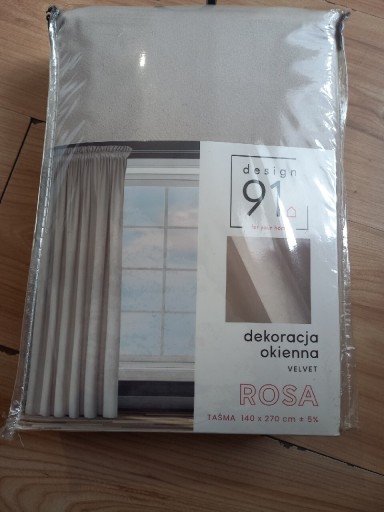 design
91
dekoracja
okienna
VELVET
ROSA
TAŚMA 140 x 270 cm ± 5%